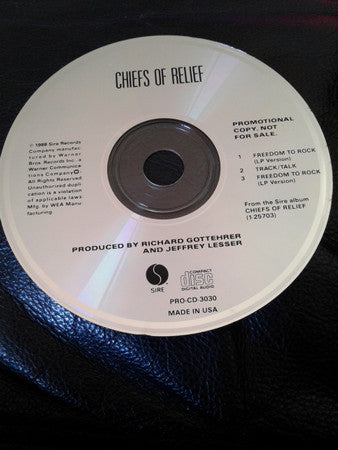 CHIEFS OF RELIEF
℗ 1988 Sire Records
Company manufac-
tured by Warner
Bros Records Inc. a
Warner Communica-
tions Company
All Rights Reserved
Unauthorized dupli-
cation is a violation
of applicable laws
Mfg. by WEA Manu-
facturing
PROMOTIONAL
COPY. NOT
FOR SALE.
1 FREEDOM TO ROCK
(LP Version)
2 TRACK/TALK
3 FREEDOM TO ROCK
(LP Version)
From the Sire album
CHIEFS OF RELIEF
(1-25703)
PRODUCED BY RICHARD GOTTEHRER
AND JEFFREY LESSER
SIRE
COMPACT
disc
DIGITAL AUDIO
PRO-CD-3030
MADE IN USA